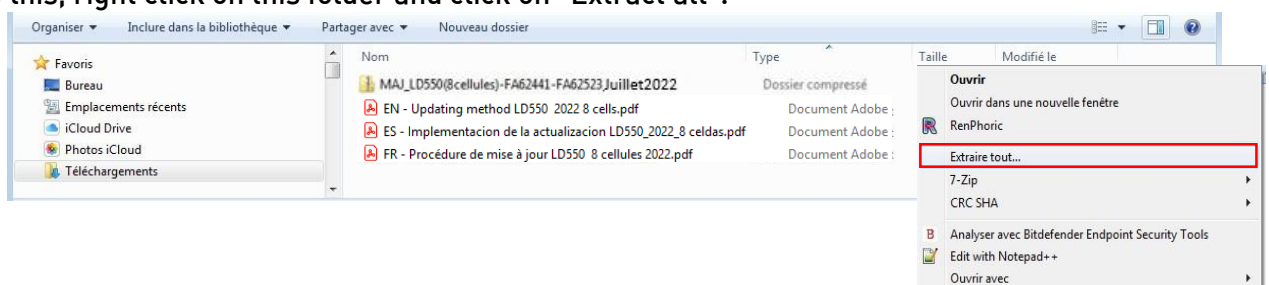 this, right click on this folder and click on "Extract all".
Organiser Inclure dans la bibliothèque Partager avec Nouveau dossier
Favoris
Bureau
Emplacements récents
iCloud Drive
Photos iCloud
Téléchargements
Nom Type Taille Modifié le
MAJ_LD550(8cellules)-FA62441-FA62523_Juillet2022 Dossier compressé
EN - Updating method LD550 2022 8 cells.pdf Document Adobe
ES - Implementacion de la actualizacion LD550_2022_8 celdas.pdf Document Adobe
FR - Procédure de mise à jour LD550 8 cellules 2022.pdf Document Adobe
Ouvrir
Ouvrir dans une nouvelle fenêtre
RenPhoric
Extraire tout...
7-Zip
CRC SHA
Analyser avec Bitdefender Endpoint Security Tools
Edit with Notepad++
Ouvrir avec